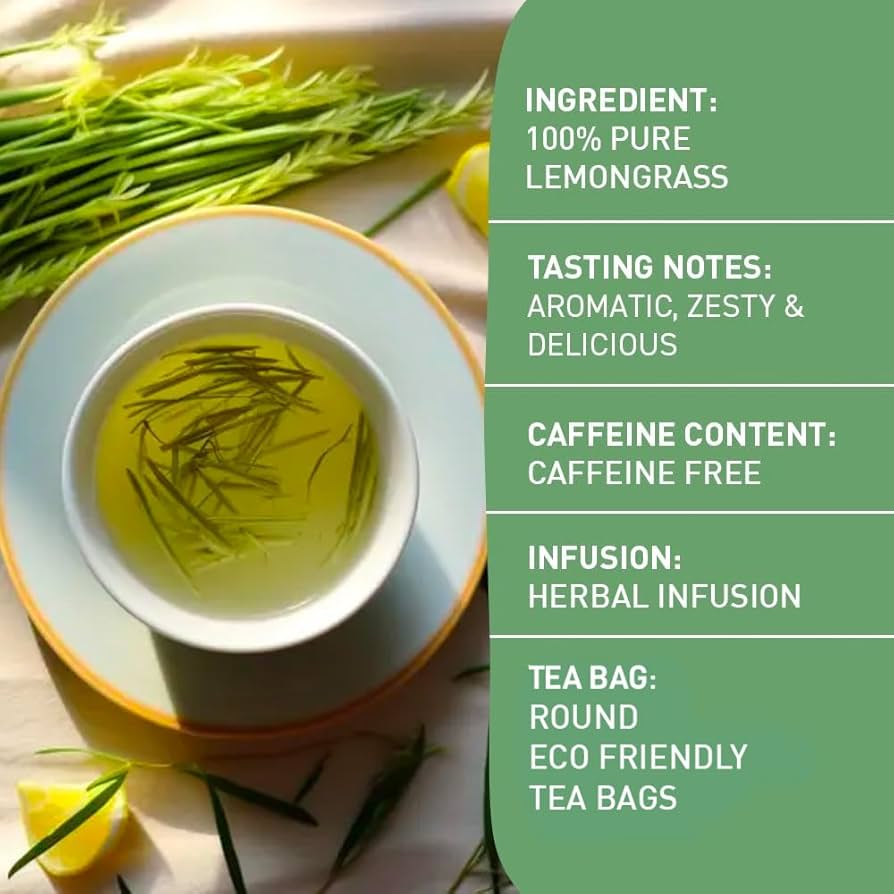 INGREDIENT:
100% PURE
LEMONGRASS
TASTING NOTES:
AROMATIC, ZESTY &
DELICIOUS
CAFFEINE CONTENT:
CAFFEINE FREE
INFUSION:
HERBAL INFUSION
TEA BAG:
ROUND
ECO FRIENDLY
TEA BAGS